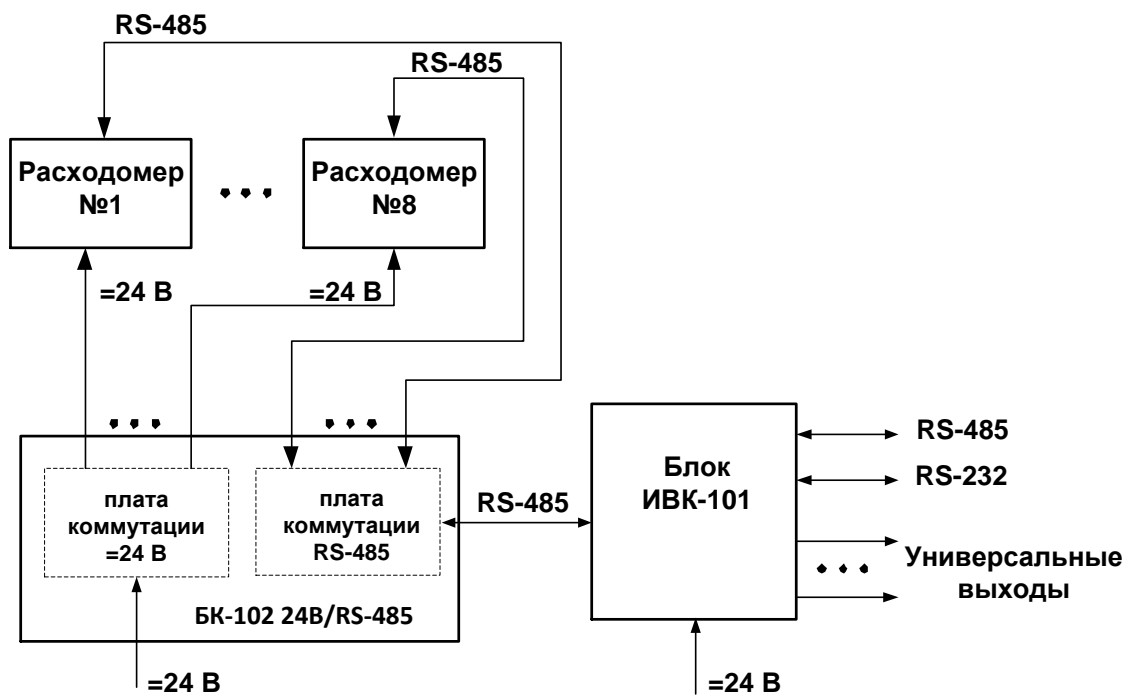 RS-485
RS-485
Расходомер
№1
Расходомер
№8
=24 В
=24 В
плата
коммутации
=24 В
плата
коммутации
RS-485
БК-102 24В/RS-485
=24 В
RS-485
Блок
ИВК-101
=24 В
RS-485
RS-232
Универсальные
выходы